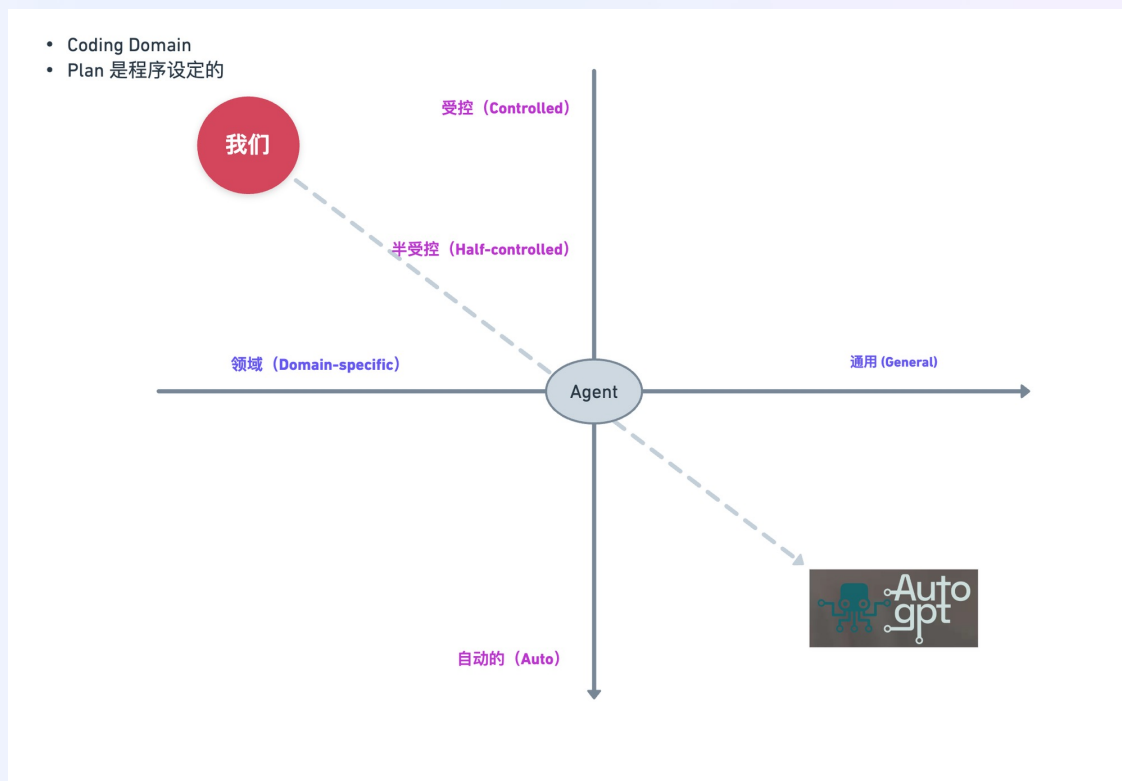 • Coding Domain
• Plan 是程序设定的
受控（Controlled）
我们
半受控（Half-controlled）
领域（Domain-specific）
通用 (General)
Agent
Auto
gpt
自动的（Auto）